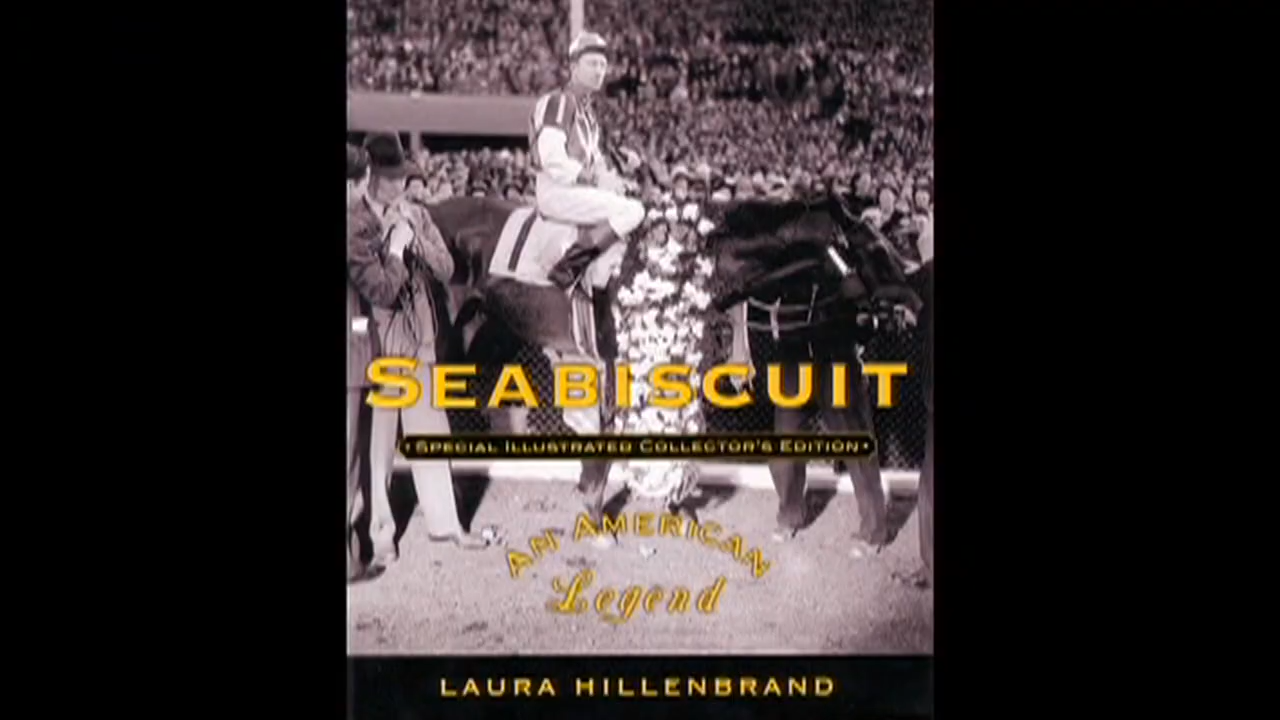 SEABISCUIT
• SPECIAL ILLUSTRATED COLLECTOR'S EDITION •
AN AMERICAN
Legend
LAURA HILLENBRAND